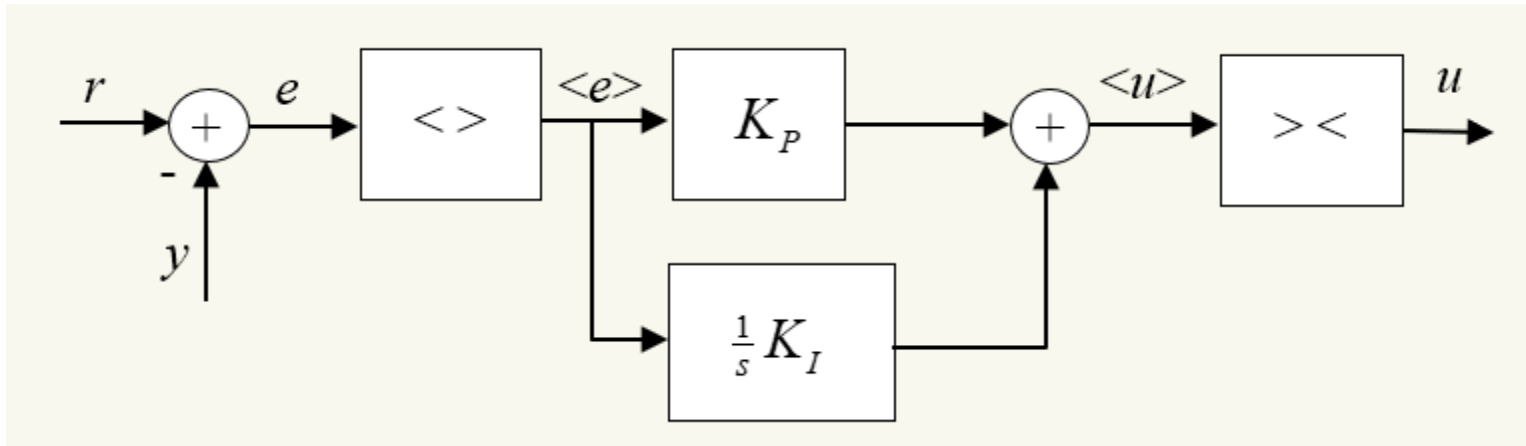 r
+
-
y
e
< >
<e>
K_P
1/s K_I
+
<u>
> <
u